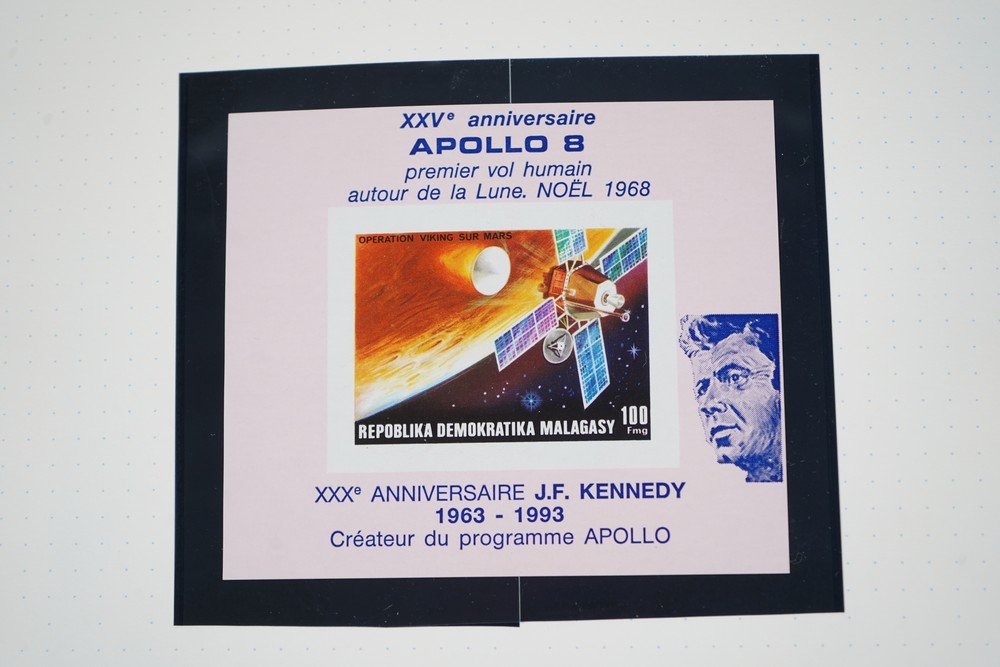 XXVe anniversaire
APOLLO 8
premier vol humain
autour de la Lune. NOËL 1968
OPERATION VIKING SUR MARS
REPOBLIKA DEMOKRATIKA MALAGASY
100
Fmg
XXXe ANNIVERSAIRE J.F. KENNEDY
1963 - 1993
Créateur du programme APOLLO